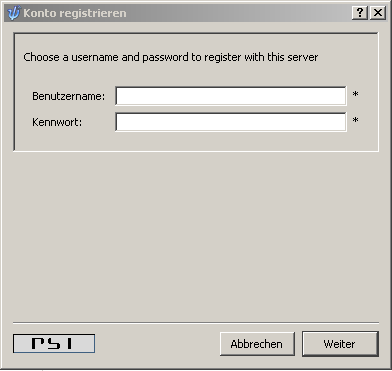 Konto registrieren
Choose a username and password to register with this server
Benutzername: *
Kennwort: *
PSI
Abbrechen
Weiter